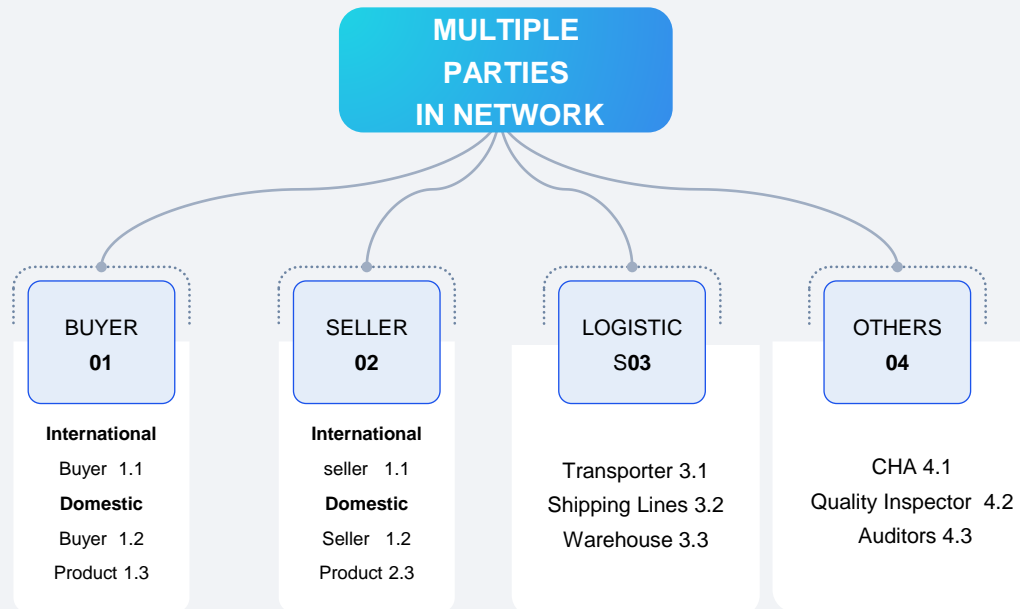 MULTIPLE
PARTIES
IN NETWORK
BUYER
01
International
Buyer 1.1
Domestic
Buyer 1.2
Product 1.3
SELLER
02
International
seller 1.1
Domestic
Seller 1.2
Product 2.3
LOGISTIC
S03
Transporter 3.1
Shipping Lines 3.2
Warehouse 3.3
OTHERS
04
CHA 4.1
Quality Inspector 4.2
Auditors 4.3